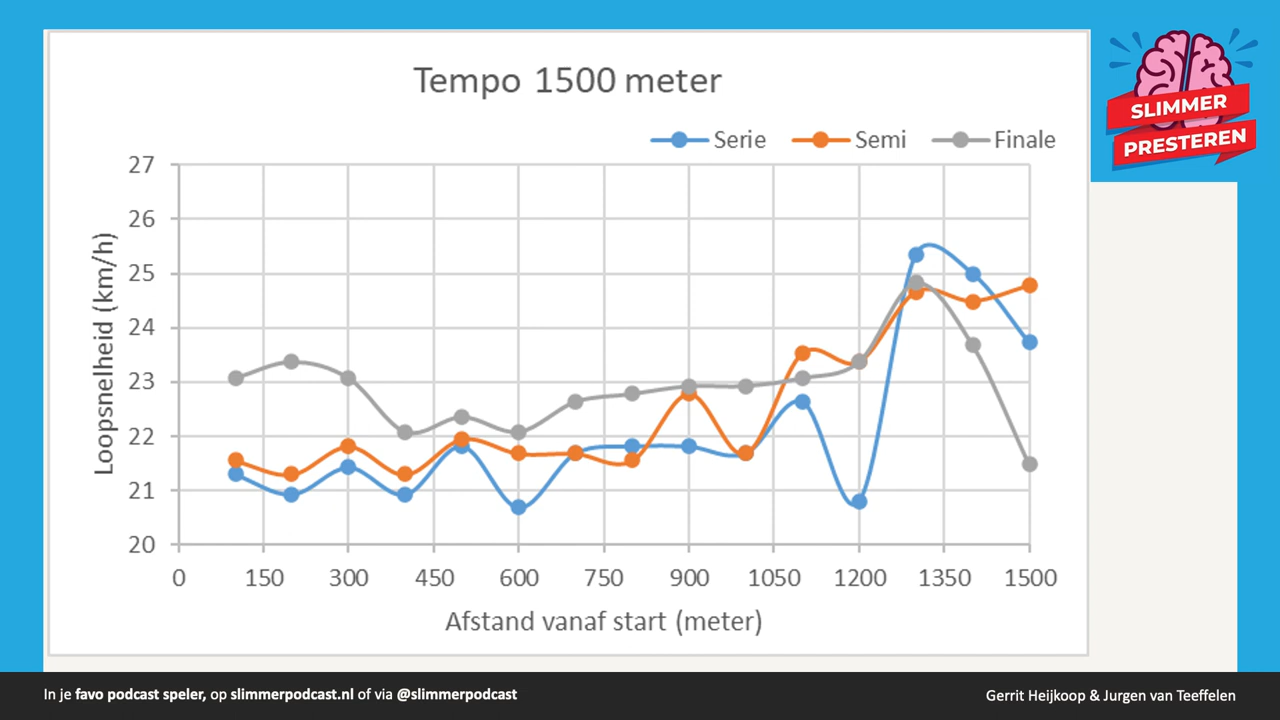 Tempo 1500 meter
SLIMMER
PRESTEREN
Serie Semi Finale
27
26
25
24
23
22
21
20
Loopsnelheid (km/h)
0 150 300 450 600 750 900 1050 1200 1350 1500
Afstand vanaf start (meter)
In je favo podcast speler, op slimmerpodcast.nl of via @slimmerpodcast
Gerrit Heijkoop & Jurgen van Teeffelen